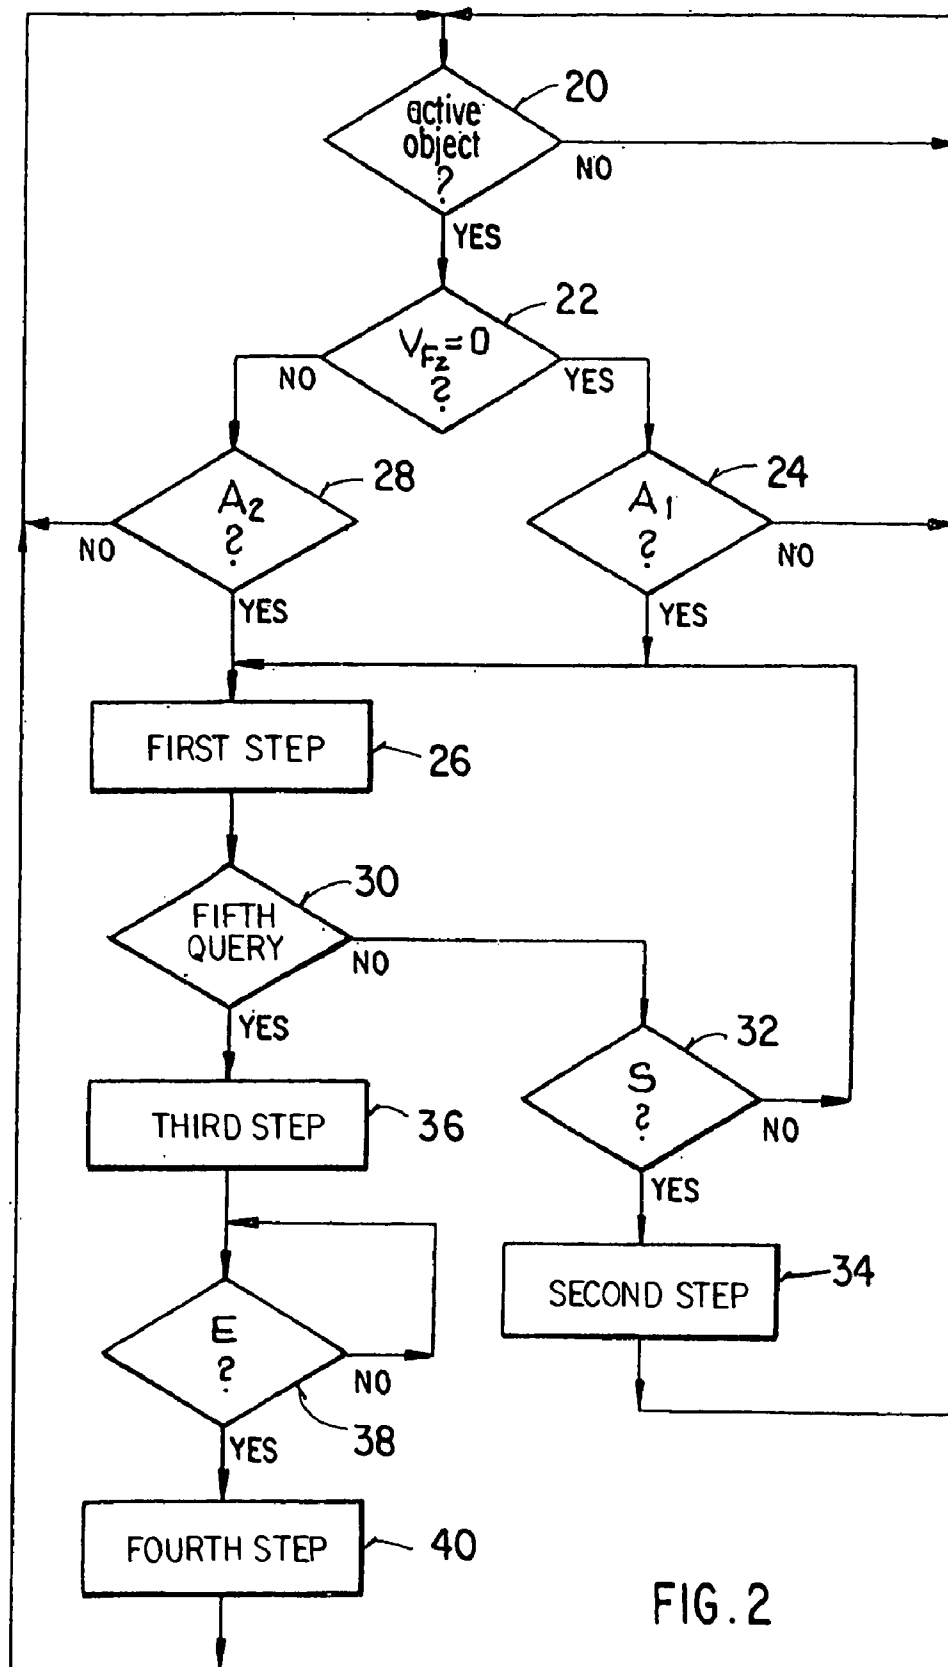 20
active
object
?
NO
YES
22
V_Fz=0
?
NO
YES
28
A2
?
NO
YES
24
A1
?
NO
YES
FIRST STEP
26
30
FIFTH
QUERY
NO
YES
32
S
?
NO
YES
THIRD STEP
36
SECOND STEP
34
E
?
NO
38
YES
FOURTH STEP
40
FIG. 2